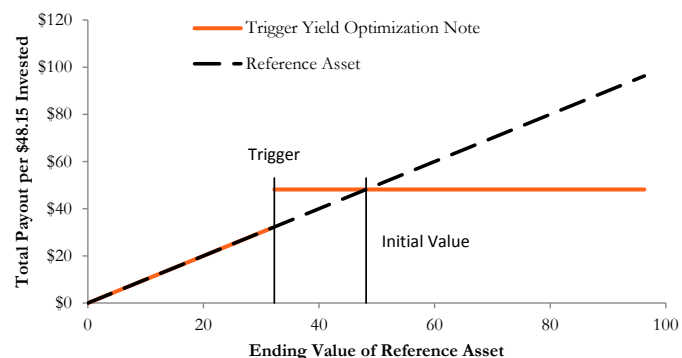 $120
$100
$80
$60
$40
$20
$0
Total Payout per $48.15 Invested
Trigger Yield Optimization Note
Reference Asset
Trigger
Initial Value
0
20
40
60
80
100
Ending Value of Reference Asset